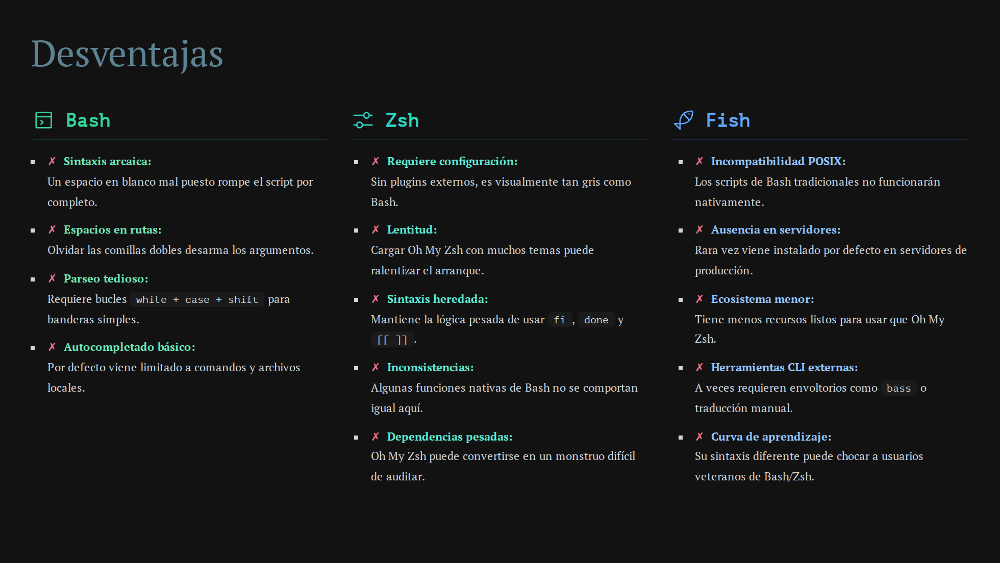 Desventajas
Bash
✗ Sintaxis arcaica:
Un espacio en blanco mal puesto rompe el script por
completo.
✗ Espacios en rutas:
Olvidar las comillas dobles desarma los argumentos.
✗ Parseo tedioso:
Requiere bucles while + case + shift para
banderas simples.
✗ Autocompletado básico:
Por defecto viene limitado a comandos y archivos
locales.
Zsh
✗ Requiere configuración:
Sin plugins externos, es visualmente tan gris como
Bash.
✗ Lentitud:
Cargar Oh My Zsh con muchos temas puede
ralentizar el arranque.
✗ Sintaxis heredada:
Mantiene la lógica pesada de usar fi, done y
[[ ]].
✗ Inconsistencias:
Algunas funciones nativas de Bash no se comportan
igual aquí.
✗ Dependencias pesadas:
Oh My Zsh puede convertirse en un monstruo difícil
de auditar.
Fish
✗ Incompatibilidad POSIX:
Los scripts de Bash tradicionales no funcionarán
nativamente.
✗ Ausencia en servidores:
Rara vez viene instalado por defecto en servidores de
producción.
✗ Ecosistema menor:
Tiene menos recursos listos para usar que Oh My
Zsh.
✗ Herramientas CLI externas:
A veces requieren envoltorios como bass o
traducción manual.
✗ Curva de aprendizaje:
Su sintaxis diferente puede chocar a usuarios
veteranos de Bash/Zsh.